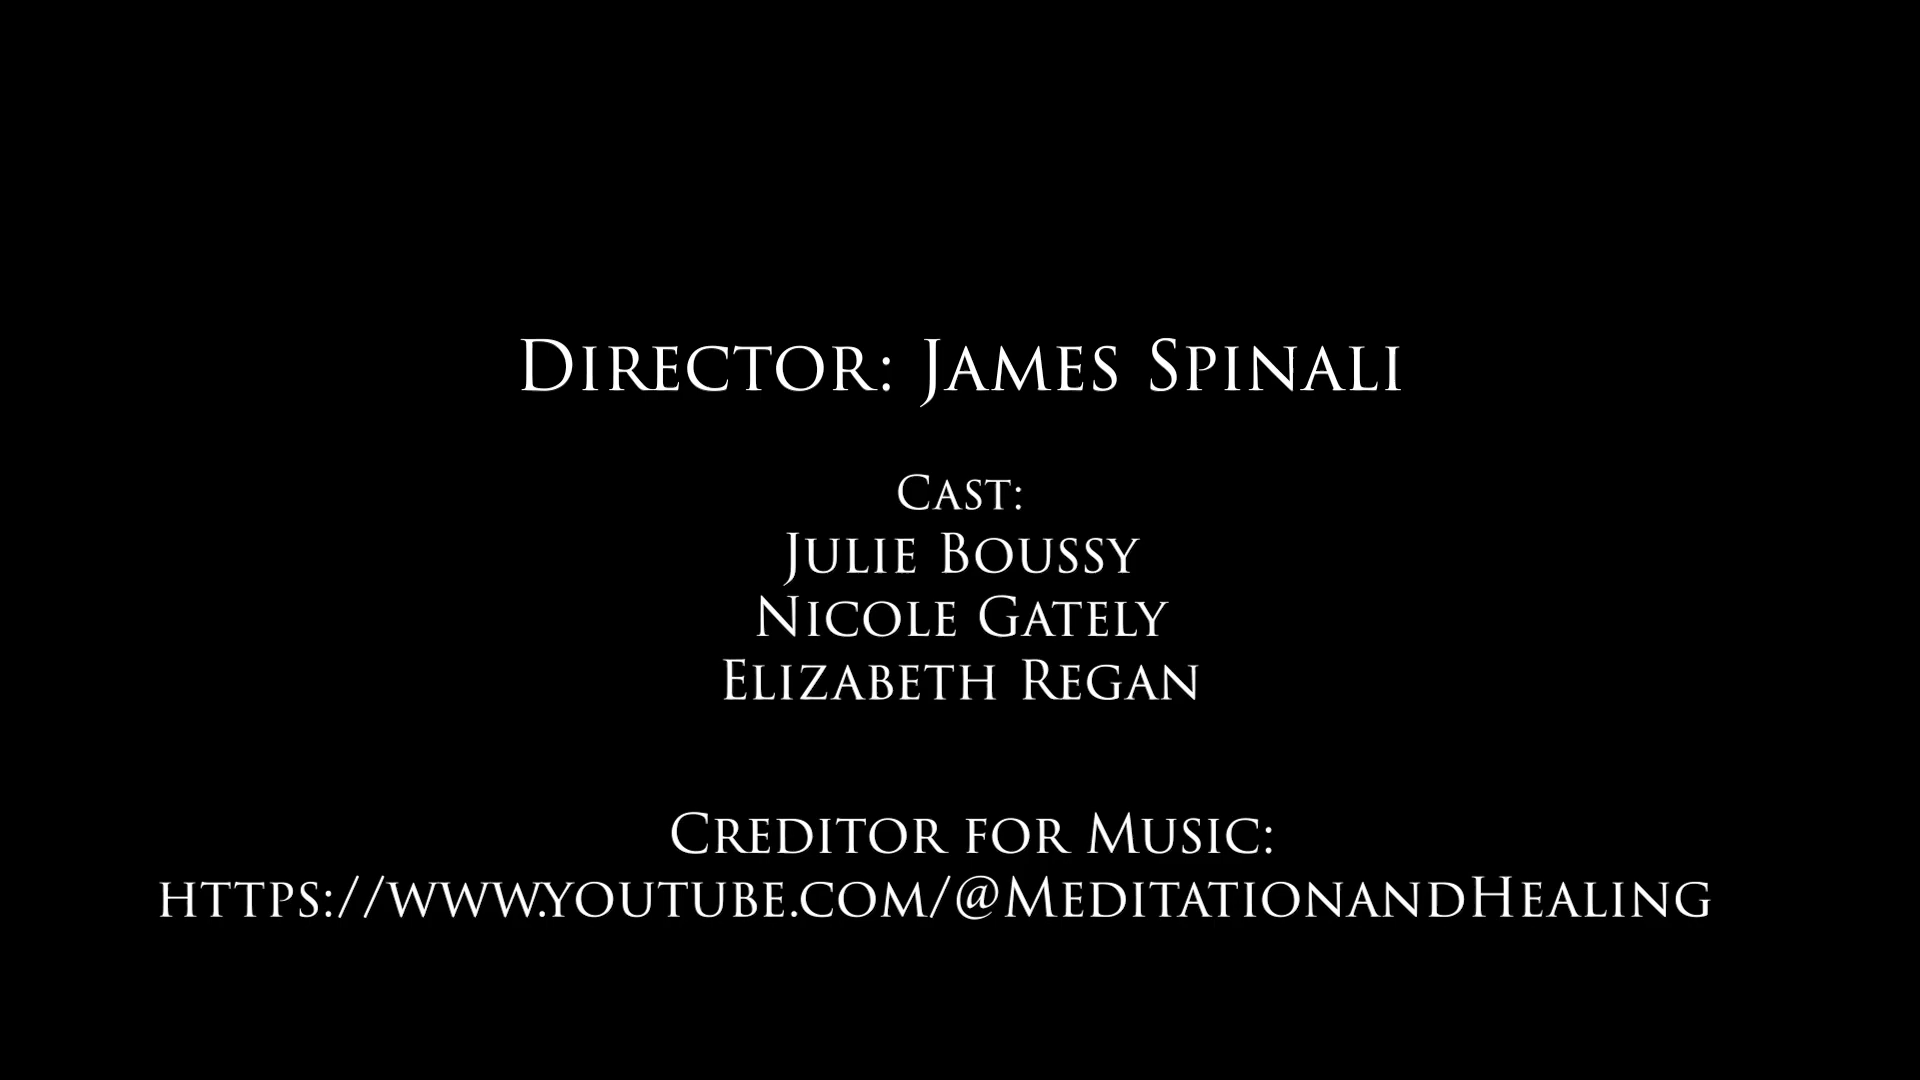 Director: James Spinali
Cast:
Julie Boussy
Nicole Gately
Elizabeth Regan
Creditor for Music:
https://www.youtube.com/@MeditationandHealing